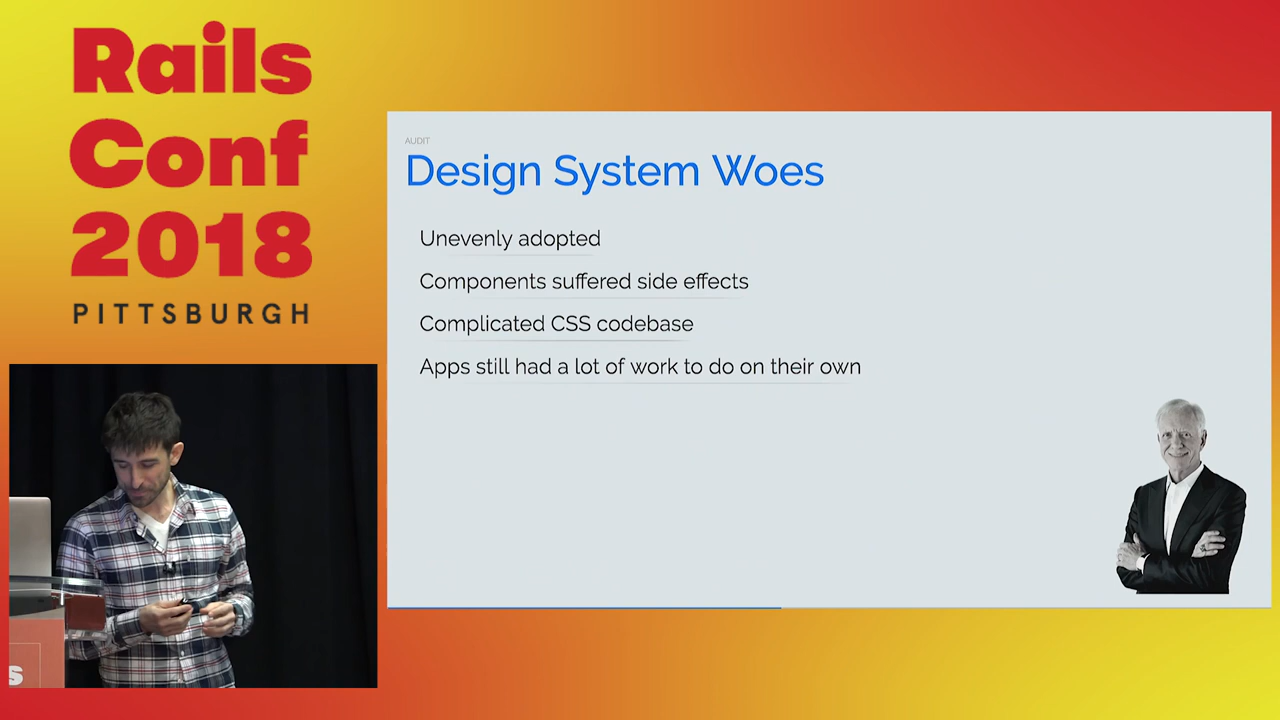 Rails
Conf
2018
PITTSBURGH
AUDIT
Design System Woes
Unevenly adopted
Components suffered side effects
Complicated CSS codebase
Apps still had a lot of work to do on their own
S